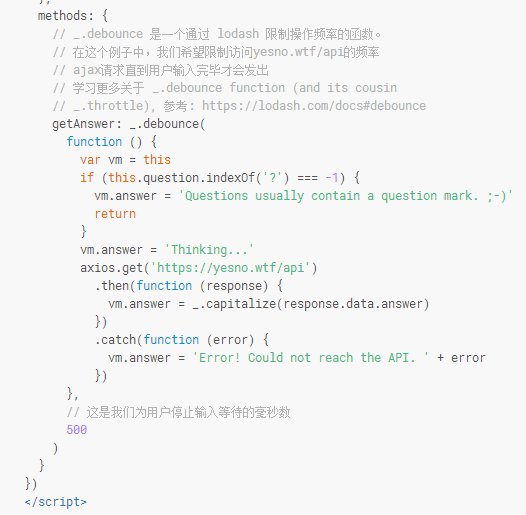 },
  methods: {
    // _.debounce 是一个通过 lodash 限制操作频率的函数。
    // 在这个例子中，我们希望限制访问yesno.wtf/api的频率
    // ajax请求直到用户输入完毕才会发出
    // 学习更多关于 _.debounce function (and its cousin
    // _.throttle), 参考: https://lodash.com/docs#debounce
    getAnswer: _.debounce(
      function () {
        var vm = this
        if (this.question.indexOf('?') === -1) {
          vm.answer = 'Questions usually contain a question mark. ;-)'
          return
        }
        vm.answer = 'Thinking...'
        axios.get('https://yesno.wtf/api')
          .then(function (response) {
            vm.answer = _.capitalize(response.data.answer)
          })
          .catch(function (error) {
            vm.answer = 'Error! Could not reach the API. ' + error
          })
      },
      // 这是我们为用户停止输入等待的毫秒数
      500
    )
  }
})
</script>